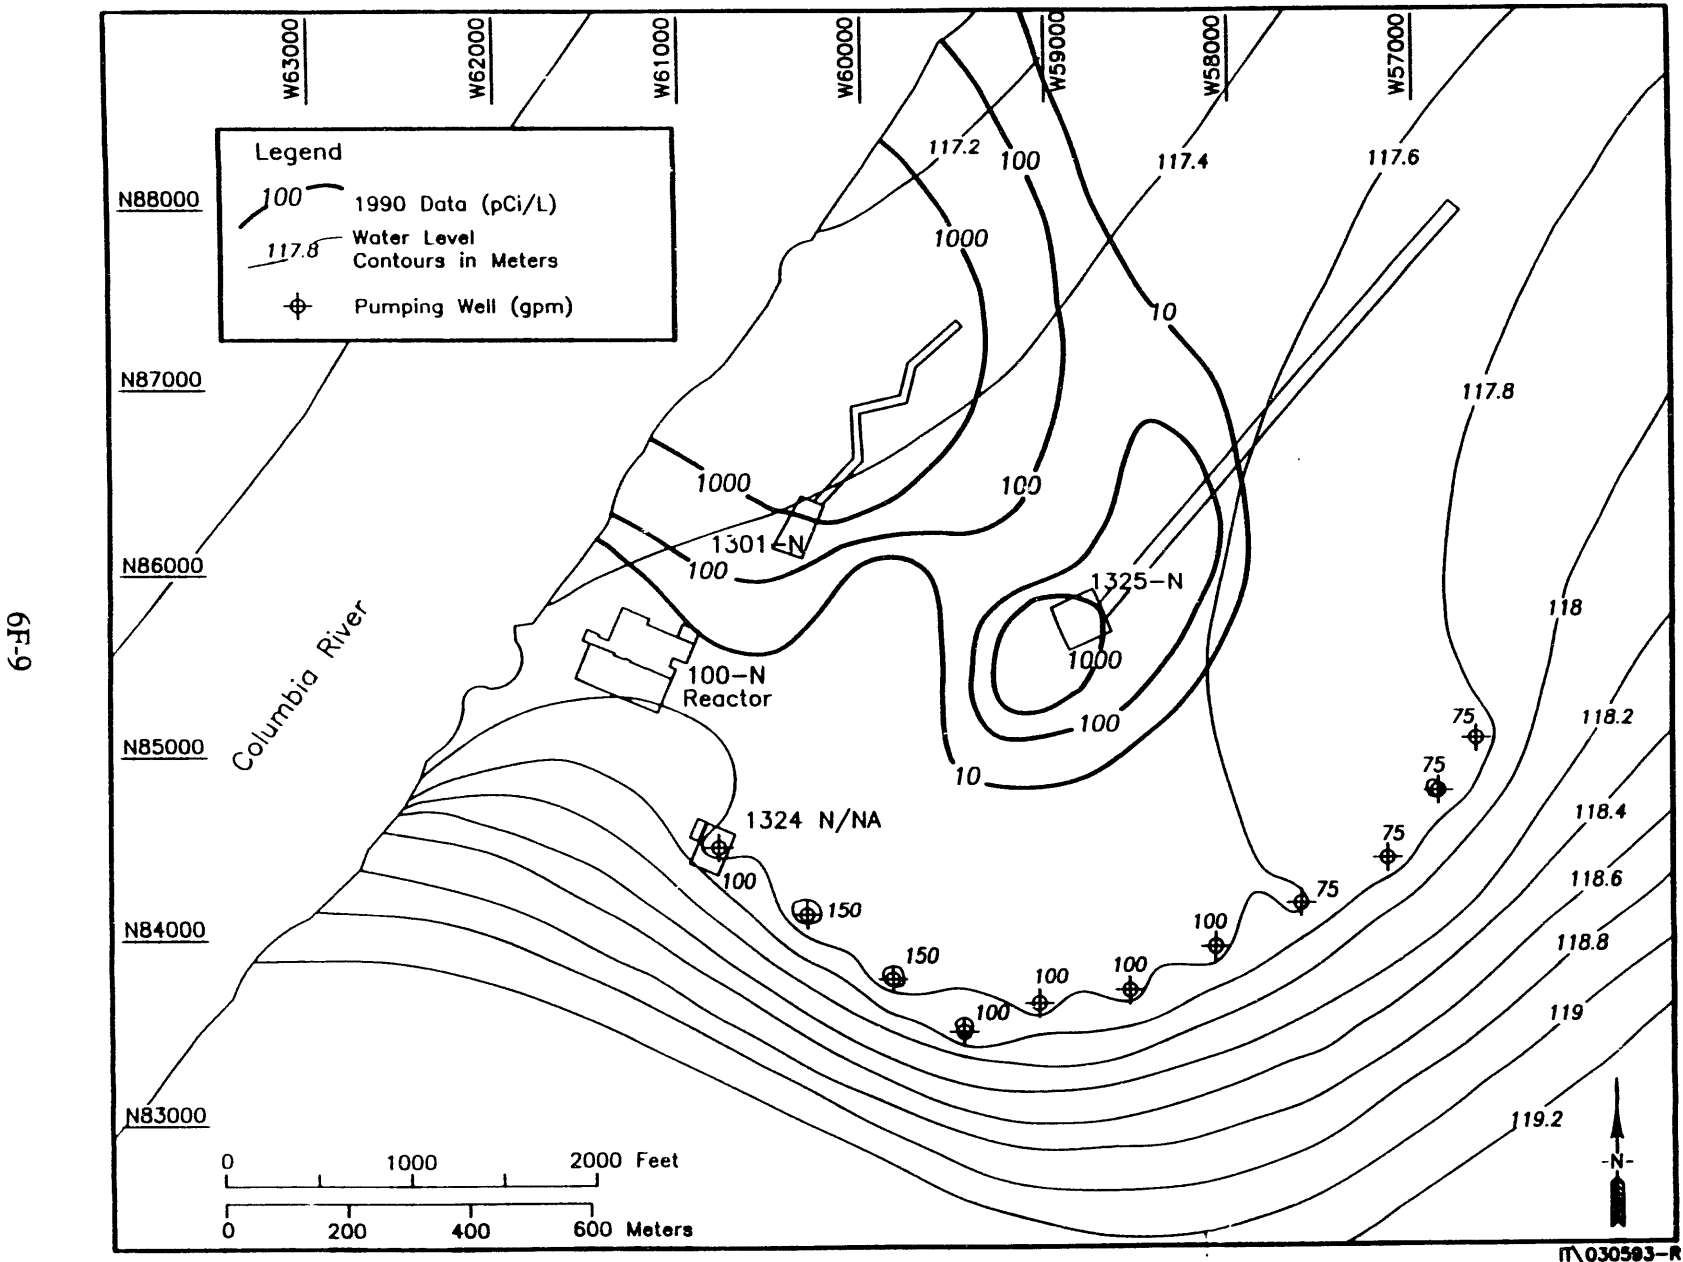 W63000
W62000
W61000
W60000
W59000
W58000
W57000
Legend
100
1990 Data (pCi/L)
117.8
Water Level
Contours in Meters
Pumping Well (gpm)
117.2
100
117.4
117.6
N88000
1000
10
N87000
117.8
1000
100
1301-N
100
N86000
1325-N
118
6F-9
Columbia River
1000
100-N
Reactor
100
75
118.2
N85000
10
75
1324 N/NA
118.4
75
100
118.6
75
150
100
N84000
118.8
150
100
100
100
119
N83000
119.2
0 1000 2000 Feet
-N-
0 200 400 600 Meters
IT\030593-R